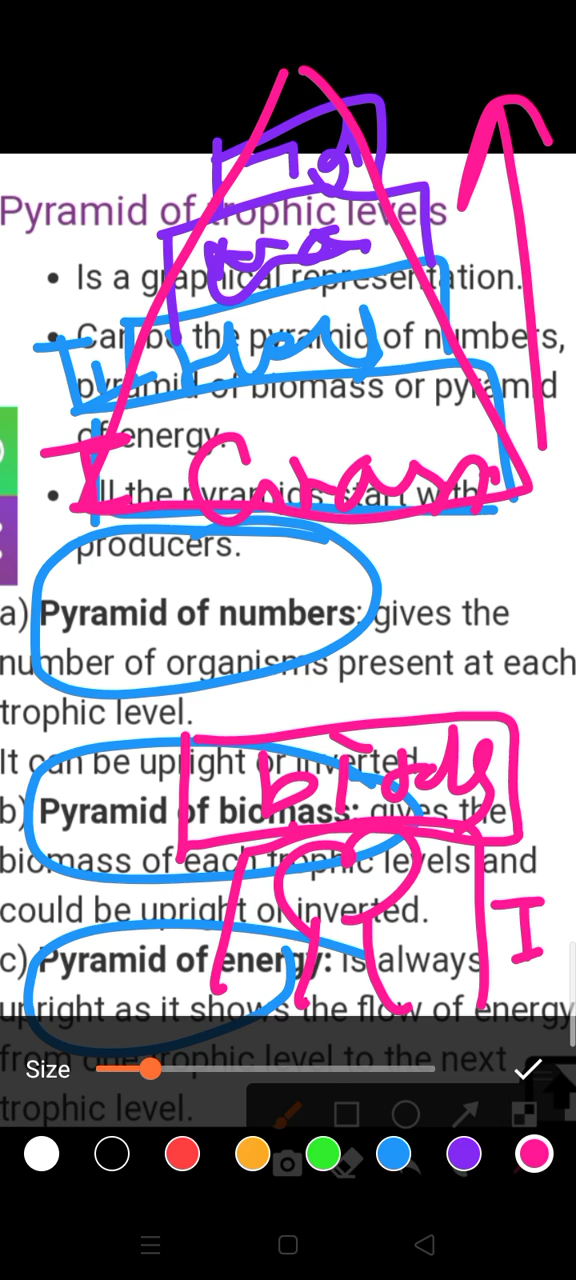 Pyramid of trophic levels
• Is a graphical representation.
• Can be the pyramid of numbers,
pyramid of biomass or pyramid
of energy.
• All the pyramids start with
producers.
I Grass
a) Pyramid of numbers: gives the
number of organisms present at each
trophic level.
It can be upright or inverted.
birds
b) Pyramid of biomass: gives the
biomass of each trophic levels and
could be upright or inverted.
I
c) Pyramid of energy: is always
upright as it shows the flow of energy
from one trophic level to the next
trophic level.
Size